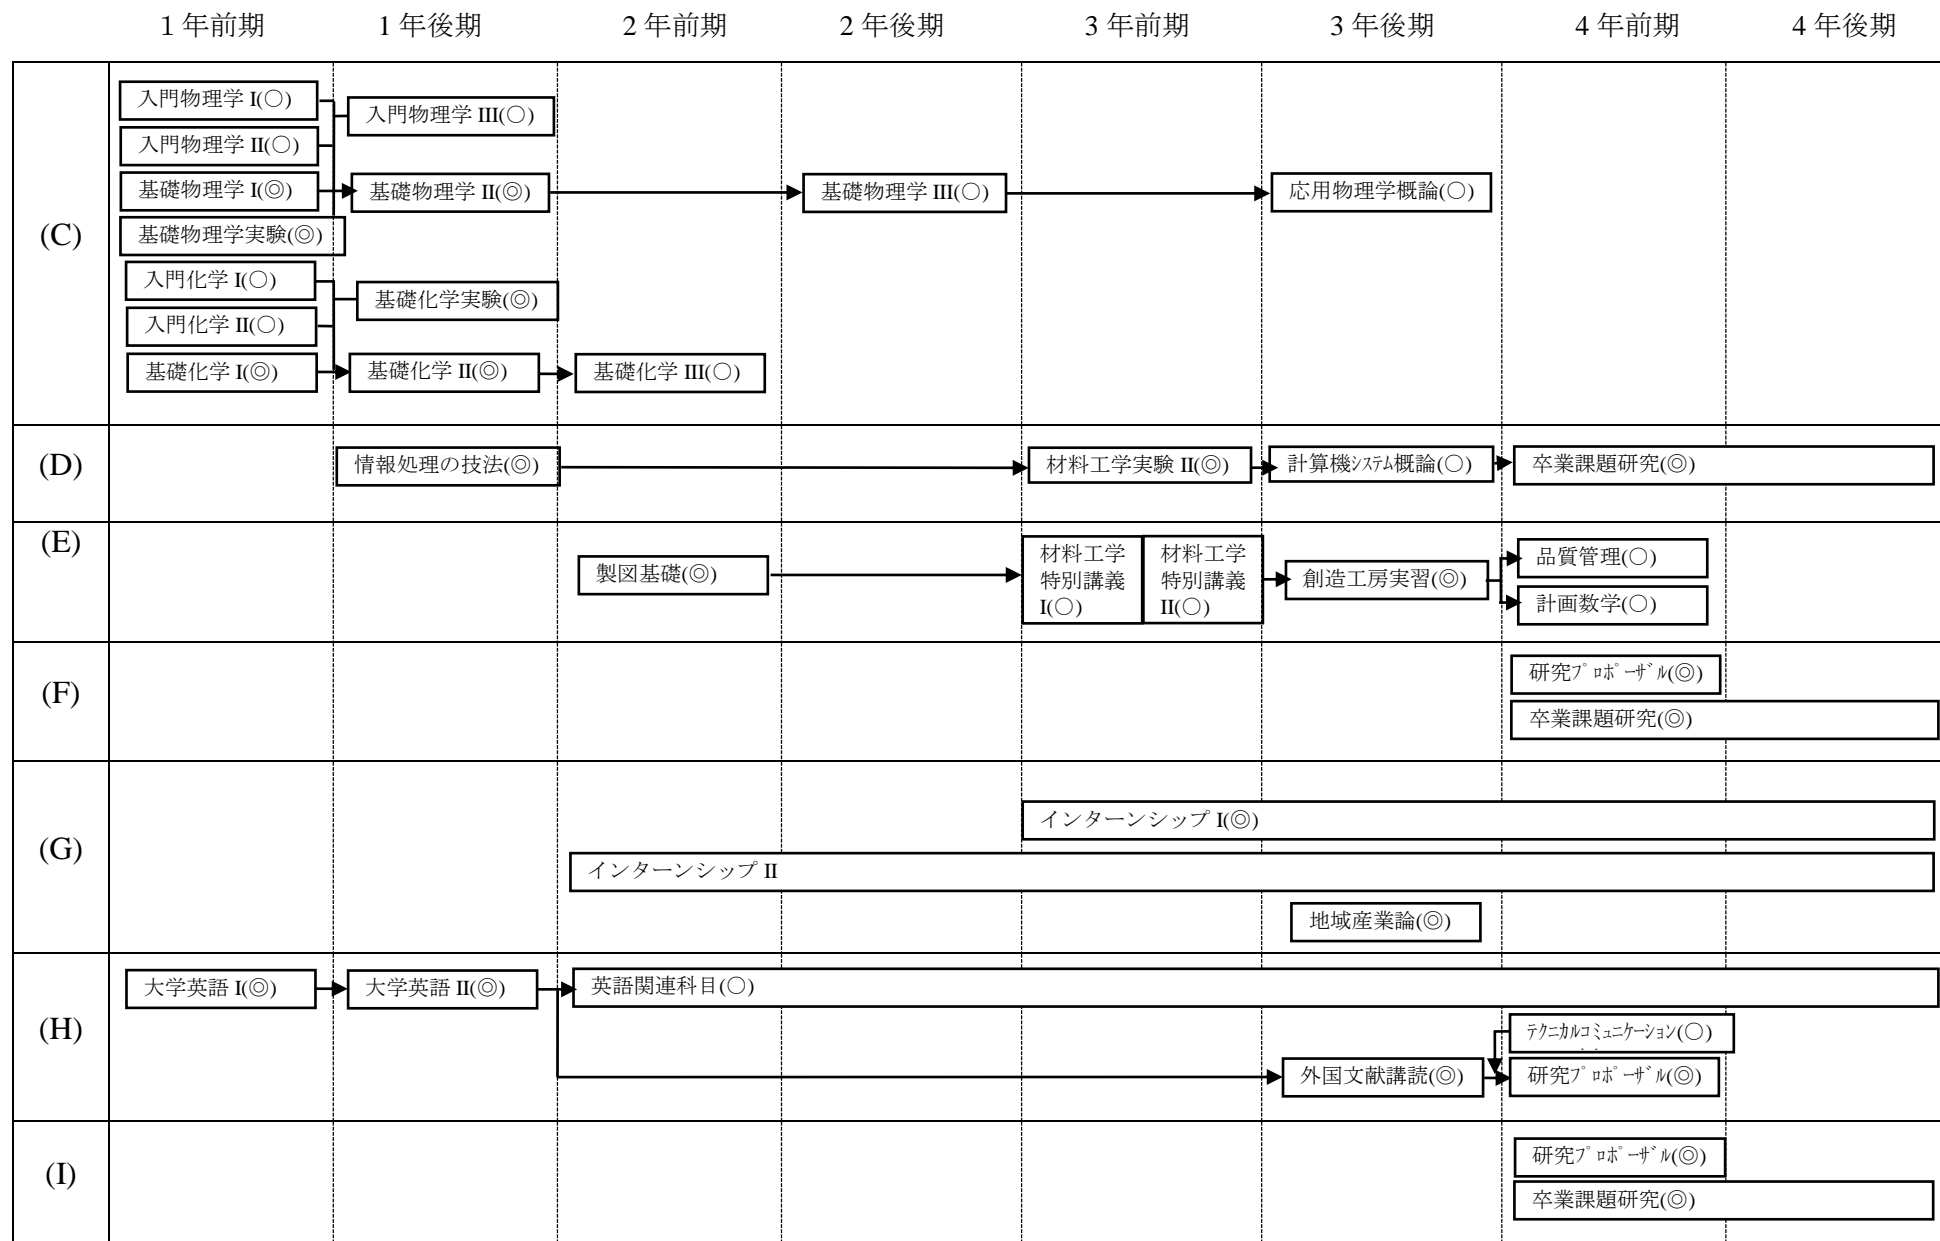 1 年前期 1 年後期 2 年前期 2 年後期 3 年前期 3 年後期 4 年前期 4 年後期
(C)
入門物理学 I(○)
入門物理学 III(○)
入門物理学 II(○)
基礎物理学 I(◎)
基礎物理学 II(◎)
基礎物理学 III(○)
応用物理学概論(○)
基礎物理学実験(◎)
入門化学 I(○)
基礎化学実験(◎)
入門化学 II(○)
基礎化学 I(◎)
基礎化学 II(◎)
基礎化学 III(○)
(D)
情報処理の技法(◎)
材料工学実験 II(◎)
計算機ｼｽﾃﾑ概論(○)
卒業課題研究(◎)
(E)
製図基礎(◎)
材料工学
特別講義
I(○)
材料工学
特別講義
II(○)
創造工房実習(◎)
品質管理(○)
計画数学(○)
(F)
研究ﾌﾟﾛﾎﾟｰｻﾞﾙ(◎)
卒業課題研究(◎)
(G)
インターンシップ I(◎)
インターンシップ II
地域産業論(◎)
(H)
大学英語 I(◎)
大学英語 II(◎)
英語関連科目(○)
ﾃｸﾆｶﾙｺﾐｭﾆｹｰｼｮﾝ(○)
外国文献講読(◎)
研究ﾌﾟﾛﾎﾟｰｻﾞﾙ(◎)
(I)
研究ﾌﾟﾛﾎﾟｰｻﾞﾙ(◎)
卒業課題研究(◎)